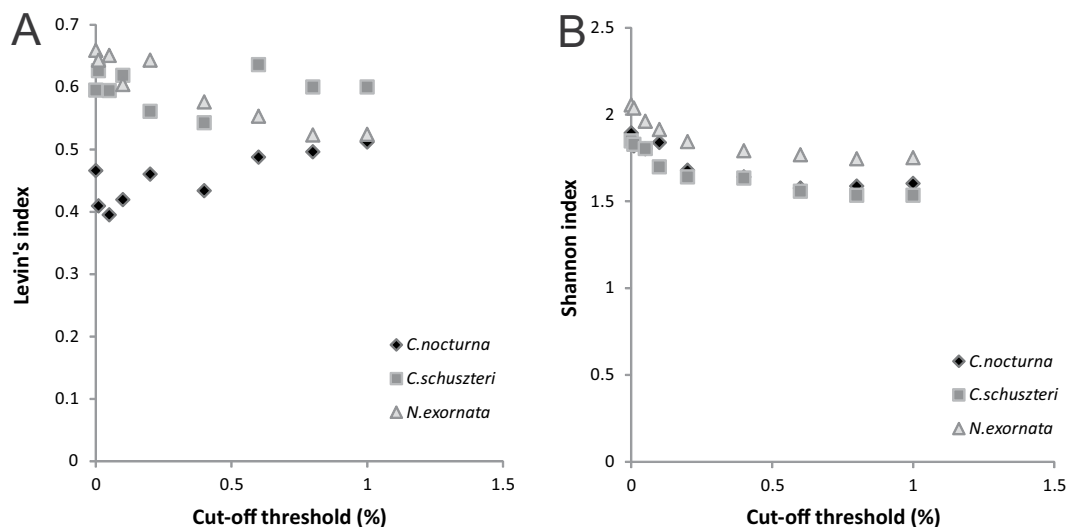 A
0.7
0.6
0.5
0.4
0.3
0.2
0.1
0
Levin's index
C.nocturna
C.schuszteri
N.exornata
0 0.5 1 1.5
Cut-off threshold (%)
B
2.5
2
1.5
1
0.5
0
Shannon index
C.nocturna
C.schuszteri
N.exornata
0 0.5 1 1.5
Cut-off threshold (%)